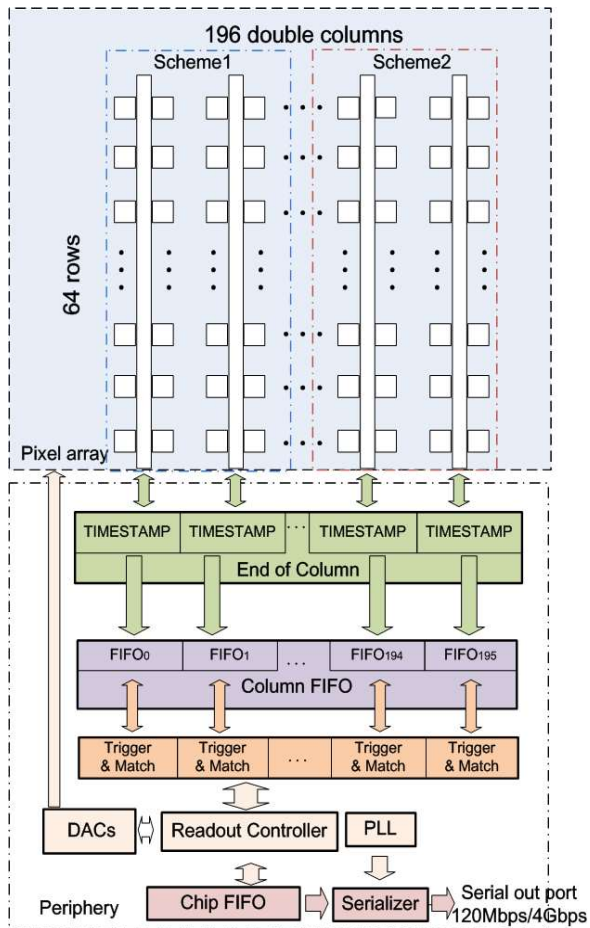 196 double columns
Scheme1
Scheme2
64 rows
Pixel array
TIMESTAMP TIMESTAMP ... TIMESTAMP TIMESTAMP
End of Column
FIFO0 FIFO1 ... FIFO194 FIFO195
Column FIFO
Trigger & Match
Trigger & Match
...
Trigger & Match
Trigger & Match
DACs
Readout Controller
PLL
Chip FIFO
Serializer
Serial out port
120Mbps/4Gbps
Periphery